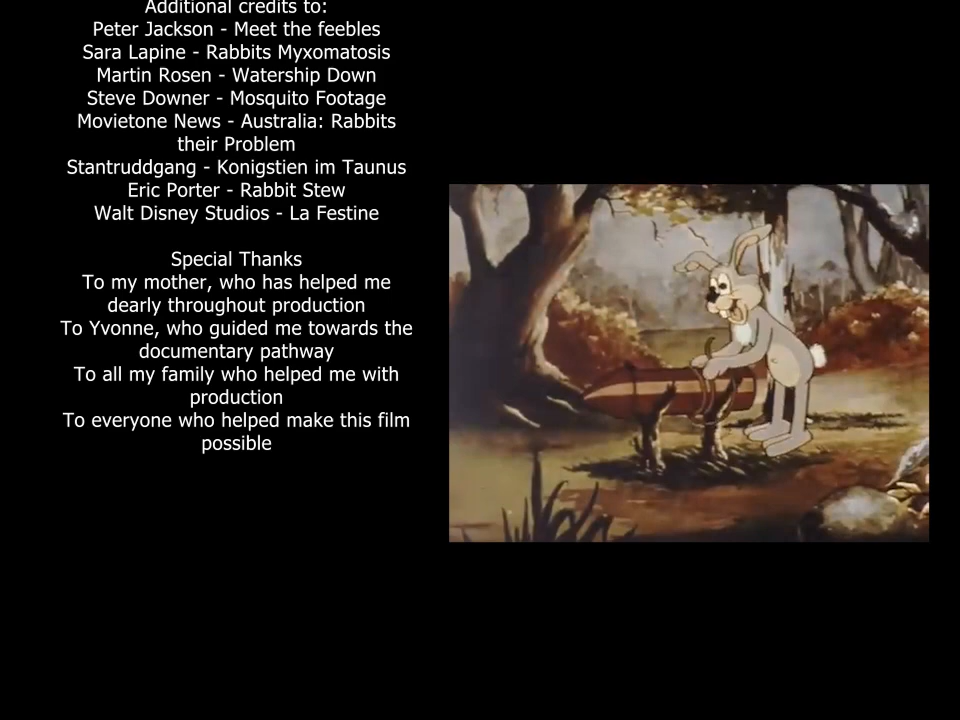 Additional credits to:
Peter Jackson - Meet the feebles
Sara Lapine - Rabbits Myxomatosis
Martin Rosen - Watership Down
Steve Downer - Mosquito Footage
Movietone News - Australia: Rabbits
their Problem
Stantruddgang - Konigstien im Taunus
Eric Porter - Rabbit Stew
Walt Disney Studios - La Festine

Special Thanks
To my mother, who has helped me
dearly throughout production
To Yvonne, who guided me towards the
documentary pathway
To all my family who helped me with
production
To everyone who helped make this film
possible